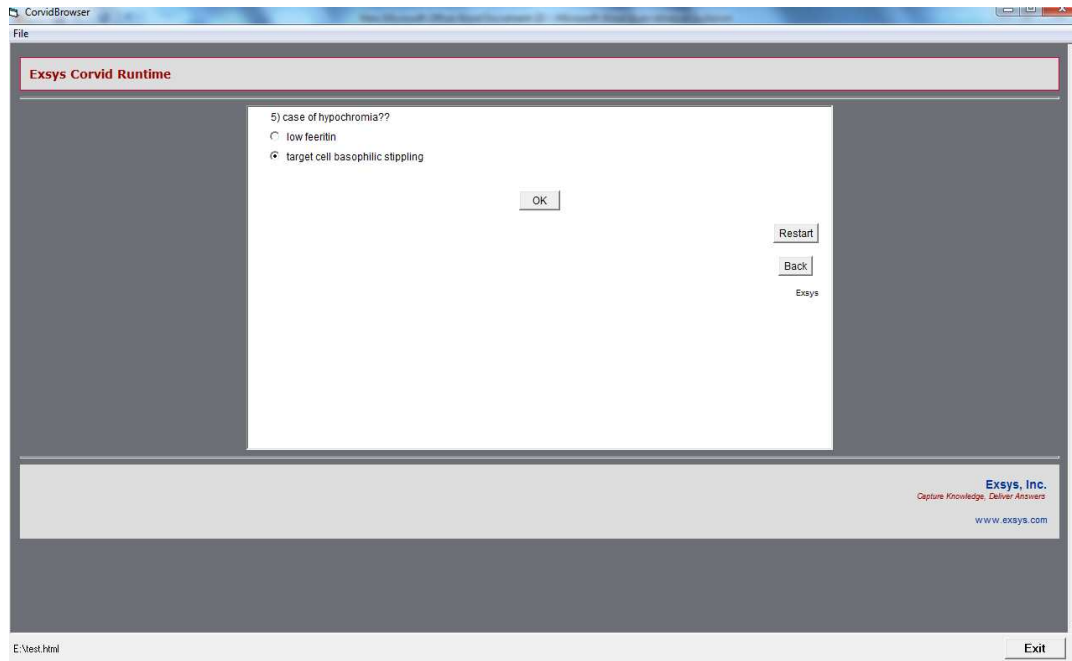 CorvidBrowser
File
Exsys Corvid Runtime
5) case of hypochromia??
low feeritin
target cell basophilic stippling
OK
Restart
Back
Exsys
Exsys, Inc.
Capture Knowledge, Deliver Answers
www.exsys.com
E:\test.html
Exit